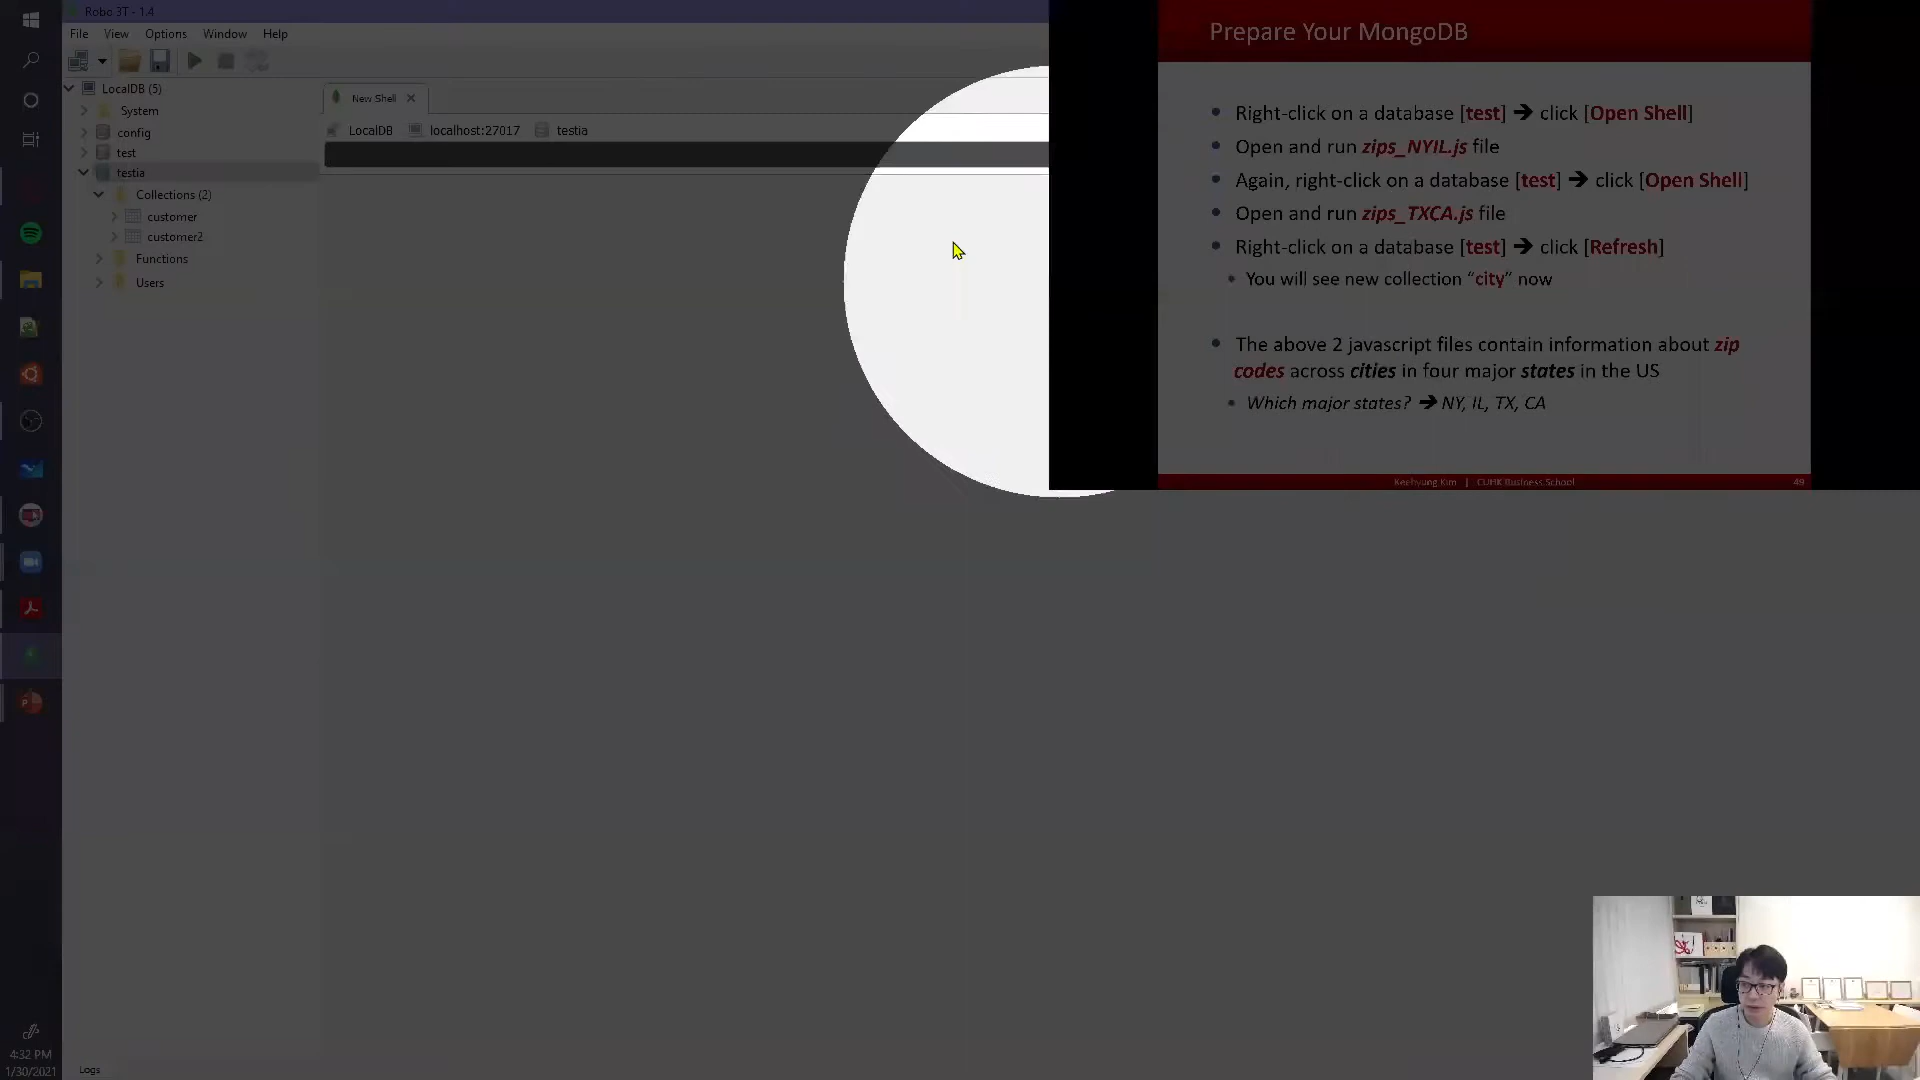 Robo 3T - 1.4
File View Options Window Help
LocalDB (5)
System
config
test
testia
Collections (2)
customer
customer2
Functions
Users
New Shell
LocalDB localhost:27017 testia
Prepare Your MongoDB
• Right-click on a database [test] → click [Open Shell]
• Open and run zips_NYIL.js file
• Again, right-click on a database [test] → click [Open Shell]
• Open and run zips_TXCA.js file
• Right-click on a database [test] → click [Refresh]
• You will see new collection “city” now
• The above 2 javascript files contain information about zip
codes across cities in four major states in the US
• Which major states? → NY, IL, TX, CA
Keehyung Kim | CUHK Business School 49
4:32 PM
1/30/2021
Logs